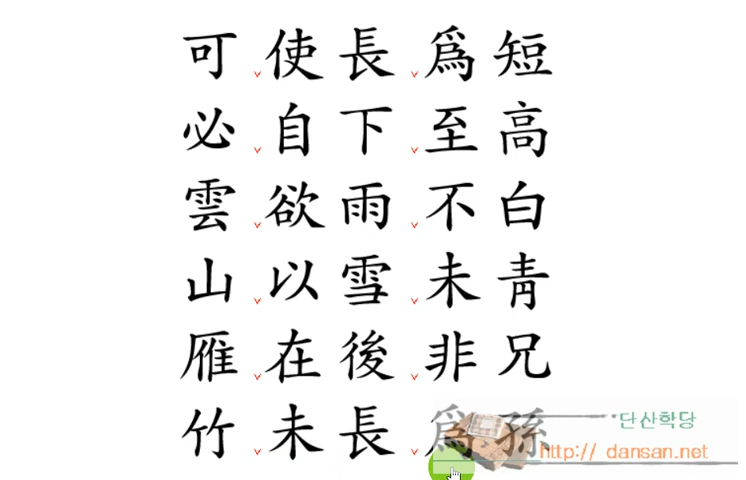 可 使長 爲短
必 自下 至高
雲 欲雨 不白
山 以雪 未靑
雁 在後 非兄
竹 未長 爲孫
단산학당
http:// dansan.net